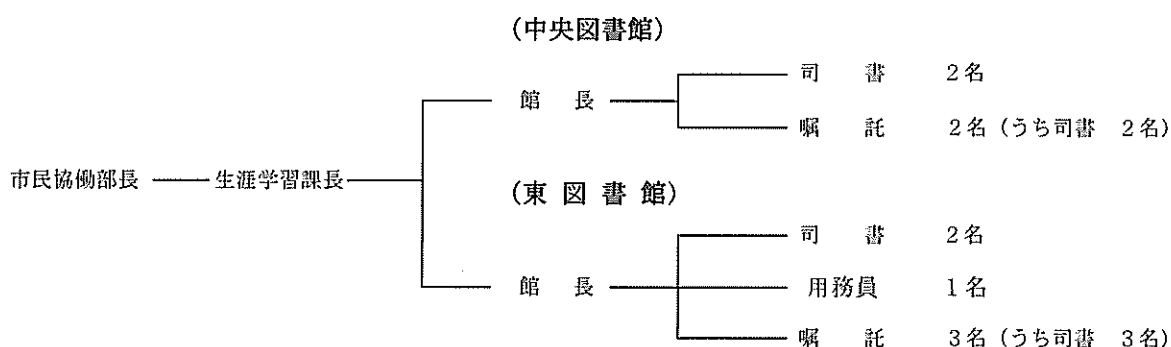 (中央図書館)
司 書 2名
館 長
嘱 託 2名 (うち司書 2名)
市民協働部長 生涯学習課長
(東図書館)
司 書 2名
館 長
用務員 1名
嘱 託 3名 (うち司書 3名)